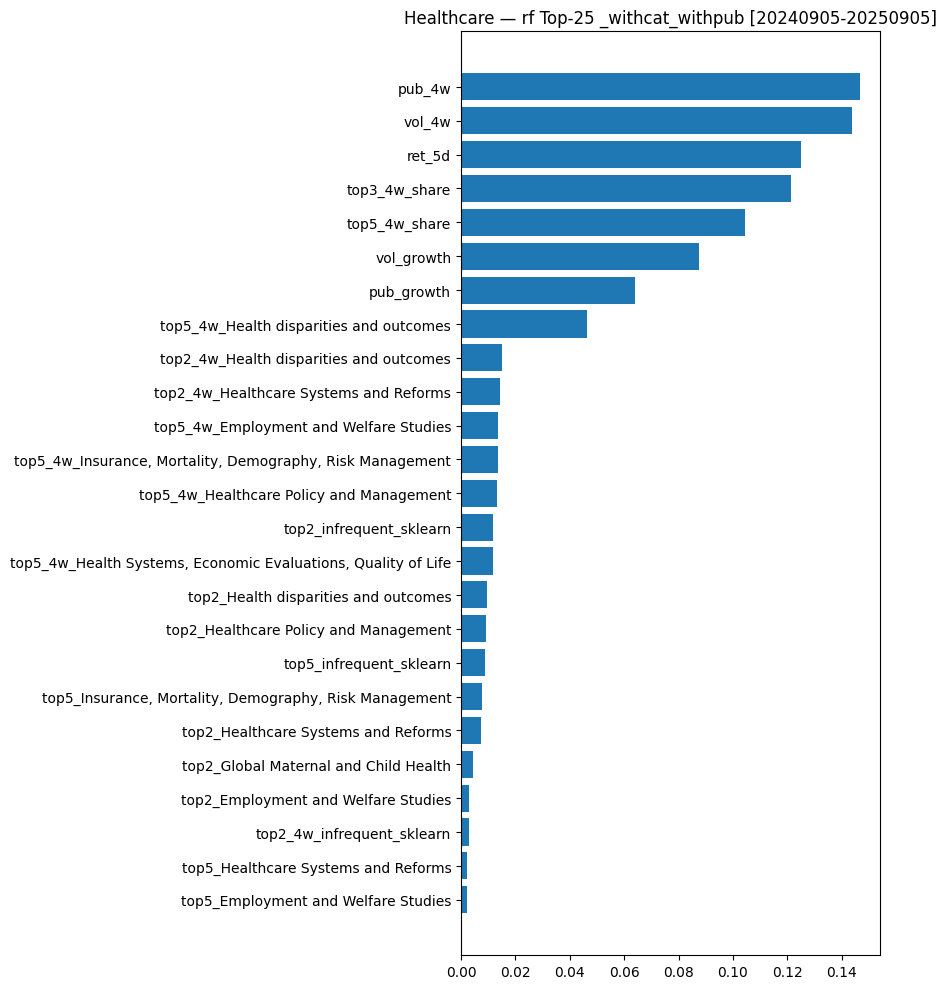 Healthcare — rf Top-25 _withcat_withpub [20240905-20250905]
pub_4w
vol_4w
ret_5d
top3_4w_share
top5_4w_share
vol_growth
pub_growth
top5_4w_Health disparities and outcomes
top2_4w_Health disparities and outcomes
top2_4w_Healthcare Systems and Reforms
top5_4w_Employment and Welfare Studies
top5_4w_Insurance, Mortality, Demography, Risk Management
top5_4w_Healthcare Policy and Management
top2_infrequent_sklearn
top5_4w_Health Systems, Economic Evaluations, Quality of Life
top2_Health disparities and outcomes
top2_Healthcare Policy and Management
top5_infrequent_sklearn
top5_Insurance, Mortality, Demography, Risk Management
top2_Healthcare Systems and Reforms
top2_Global Maternal and Child Health
top2_Employment and Welfare Studies
top2_4w_infrequent_sklearn
top5_Healthcare Systems and Reforms
top5_Employment and Welfare Studies
0.00 0.02 0.04 0.06 0.08 0.10 0.12 0.14